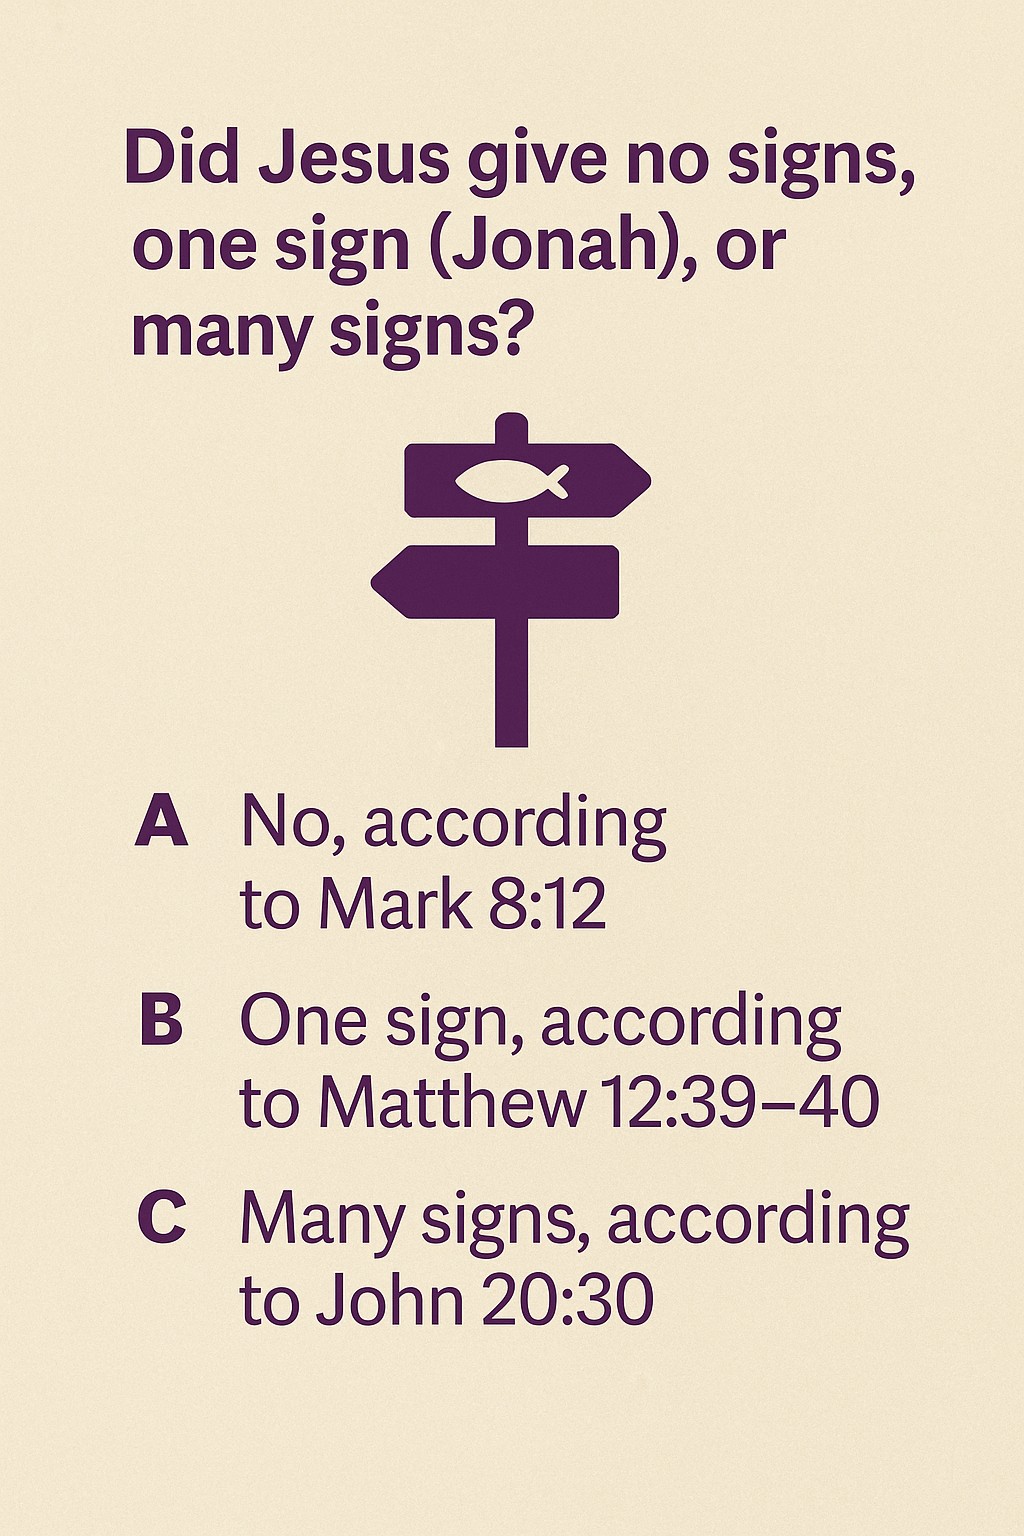 Did Jesus give no signs,
one sign (Jonah), or
many signs?
A No, according
to Mark 8:12
B One sign, according
to Matthew 12:39–40
C Many signs, according
to John 20:30